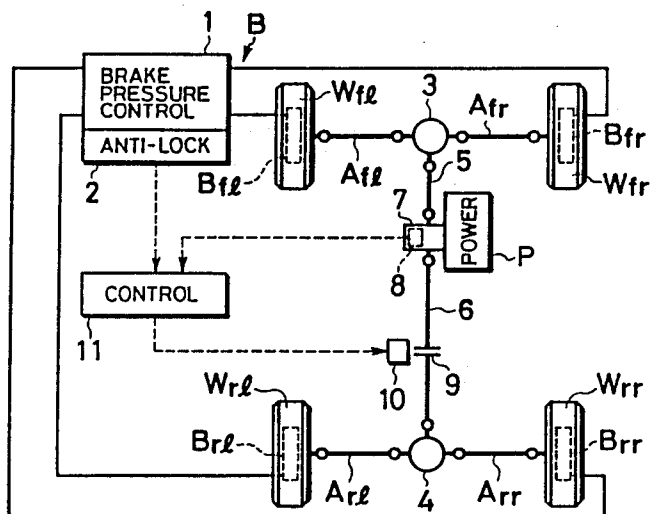 1
B
BRAKE
PRESSURE
CONTROL
ANTI-LOCK
2
Wfℓ
3
Afr
Bfr
Wfr
Bfℓ
Afℓ
5
7
8
POWER
P
CONTROL
11
6
10
9
Wrℓ
Wrr
Brℓ
Brr
Arℓ
4
Arr